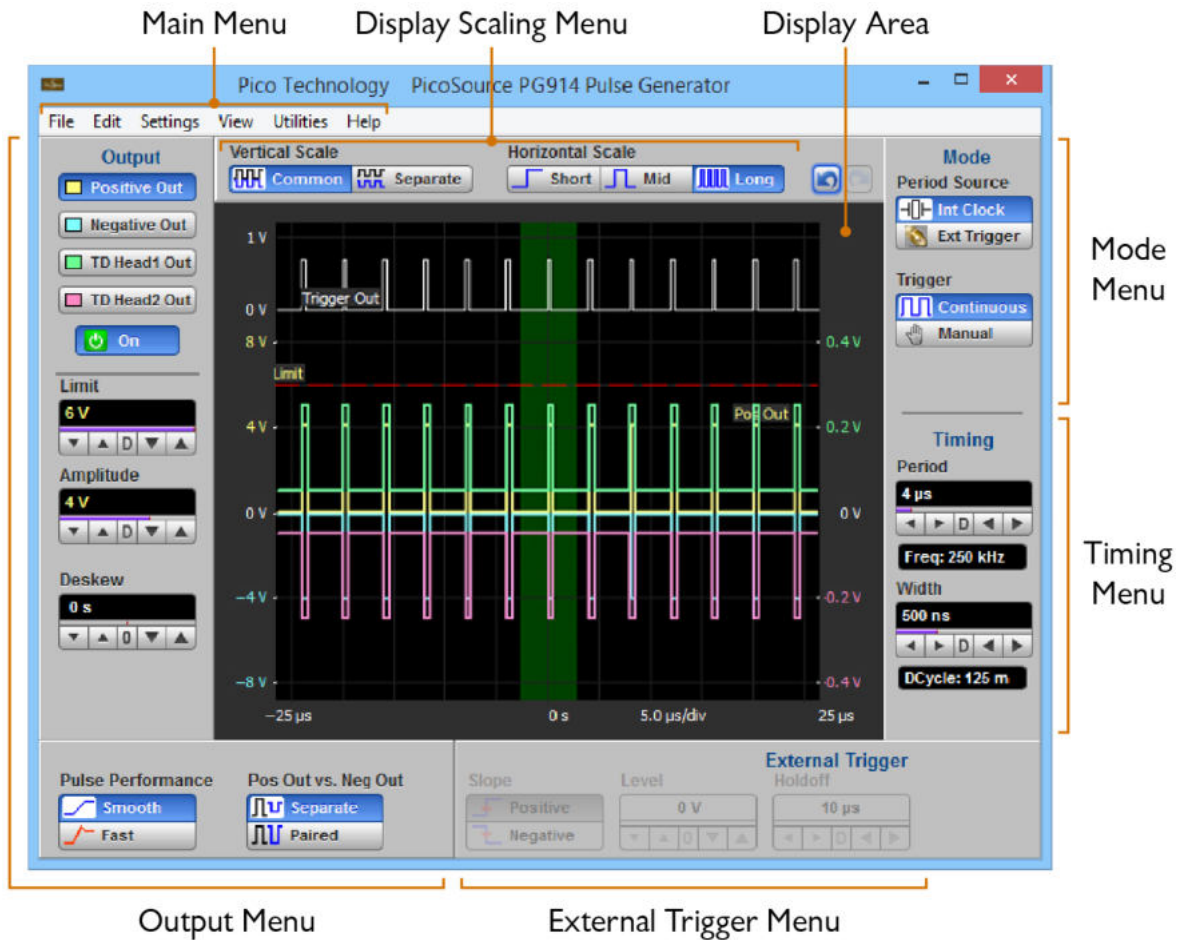 Main Menu
Display Scaling Menu
Display Area
Pico Technology PicoSource PG914 Pulse Generator
File Edit Settings View Utilities Help
Output
Positive Out
Negative Out
TD Head1 Out
TD Head2 Out
On
Limit
6 V
D
Amplitude
4 V
D
Deskew
0 s
0
Vertical Scale
Common
Separate
Horizontal Scale
Short
Mid
Long
1 V
0 V
Trigger Out
8 V
0.4 V
Limit
Pos Out
4 V
0.2 V
0 V
0 V
−4 V
-0.2 V
−8 V
-0.4 V
−25 µs
0 s
5.0 µs/div
25 µs
Mode
Period Source
Int Clock
Ext Trigger
Trigger
Continuous
Manual
Timing
Period
4 µs
D
Freq: 250 kHz
Width
500 ns
D
DCycle: 125 m
Mode
Menu
Timing
Menu
Pulse Performance
Smooth
Fast
Pos Out vs. Neg Out
Separate
Paired
External Trigger
Slope
Positive
Negative
Level
0 V
0
Holdoff
10 µs
D
Output Menu
External Trigger Menu